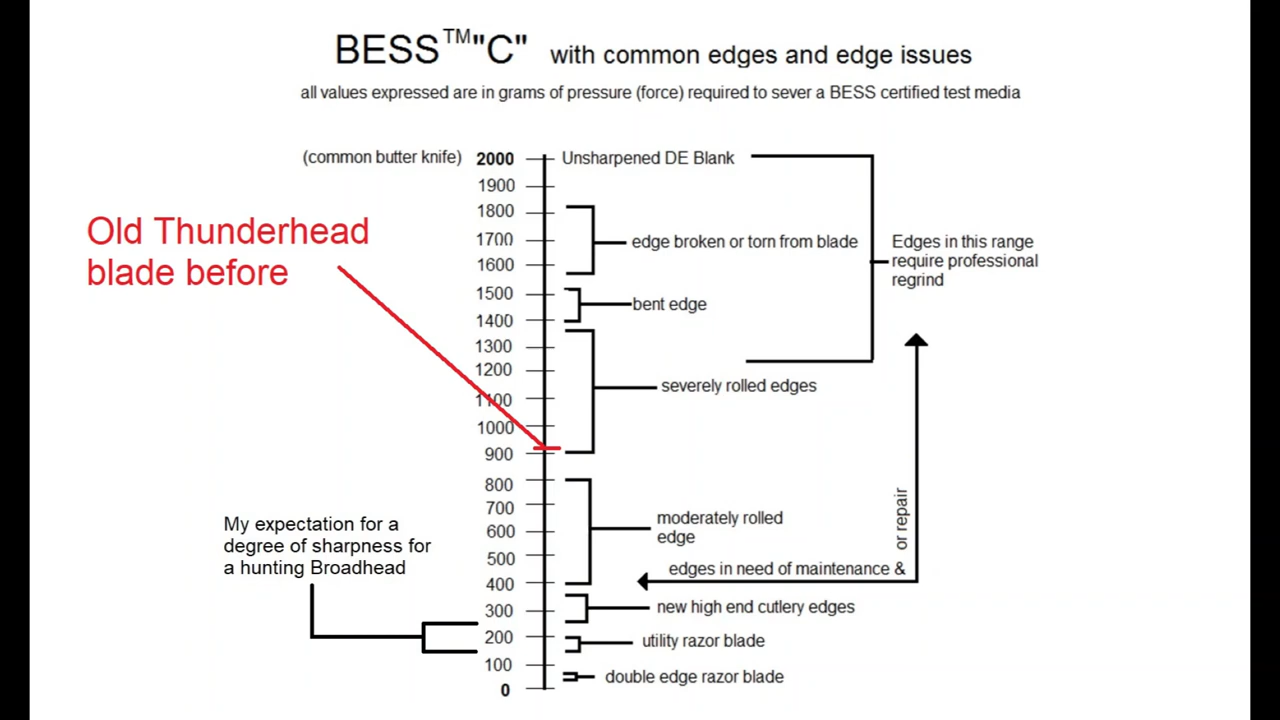 BESS™"C" with common edges and edge issues
all values expressed are in grams of pressure (force) required to sever a BESS certified test media
(common butter knife) 2000 Unsharpened DE Blank
1900
1800
1700
1600
1500
1400
1300
1200
1100
1000
900
800
700
600
500
400
300
200
100
0
Old Thunderhead
blade before
edge broken or torn from blade
bent edge
severely rolled edges
Edges in this range
require professional
regrind
moderately rolled
edge
or repair
edges in need of maintenance &
new high end cutlery edges
utility razor blade
double edge razor blade
My expectation for a
degree of sharpness for
a hunting Broadhead